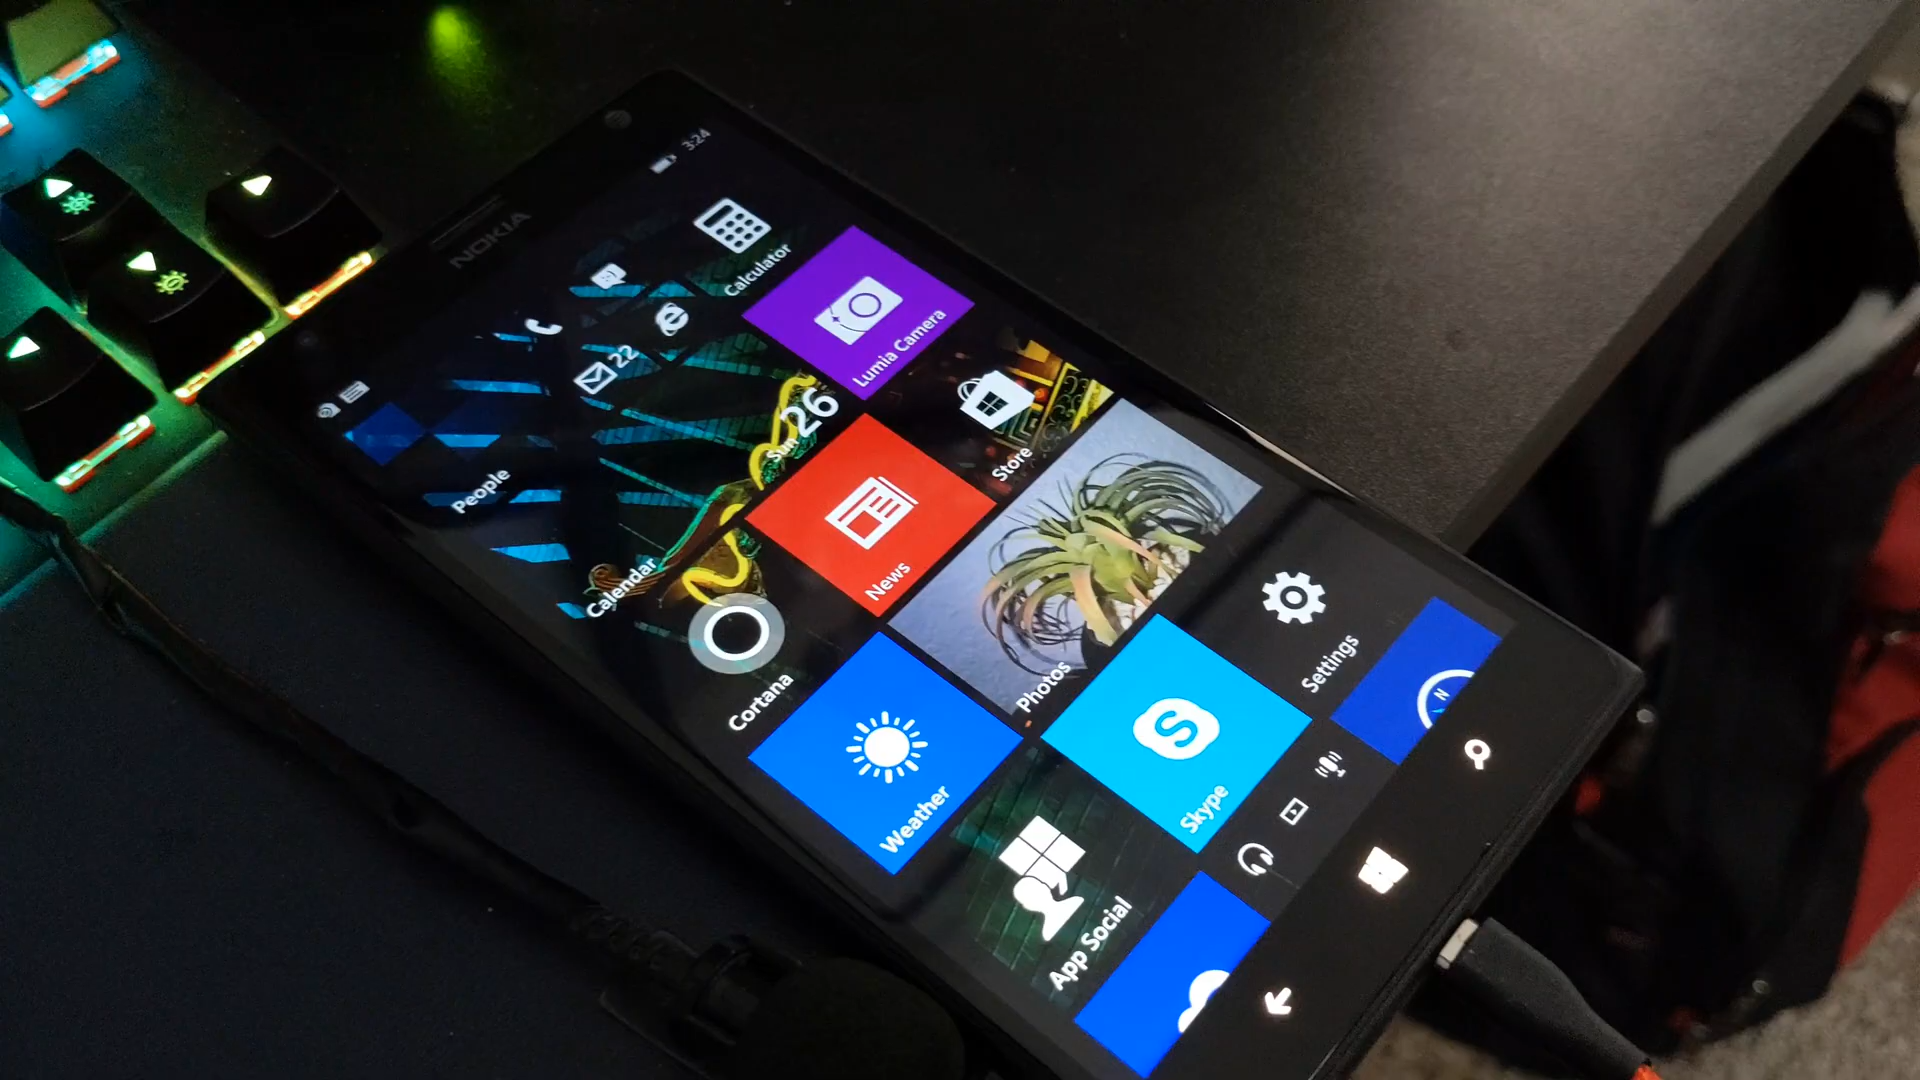 3:24
NOKIA
Calculator
Lumia Camera
22
People
Sun 26
Calendar
Store
News
Photos
Cortana
Settings
Weather
Skype
N
App Social